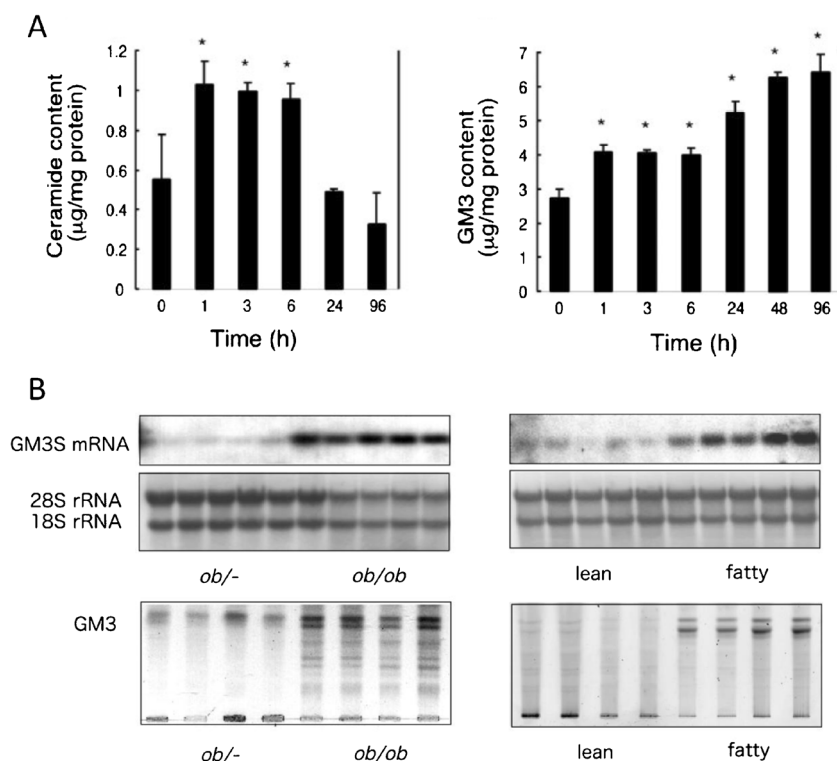 A
Ceramide content
(μg/mg protein)
1.2
1
0.8
0.6
0.4
0.2
0
* * *
0 1 3 6 24 96
Time (h)
GM3 content
(μg/mg protein)
7
6
5
4
3
2
1
0
* * * * * *
0 1 3 6 24 48 96
Time (h)
B
GM3S mRNA
28S rRNA
18S rRNA
ob/- ob/ob
lean fatty
GM3
ob/- ob/ob
lean fatty